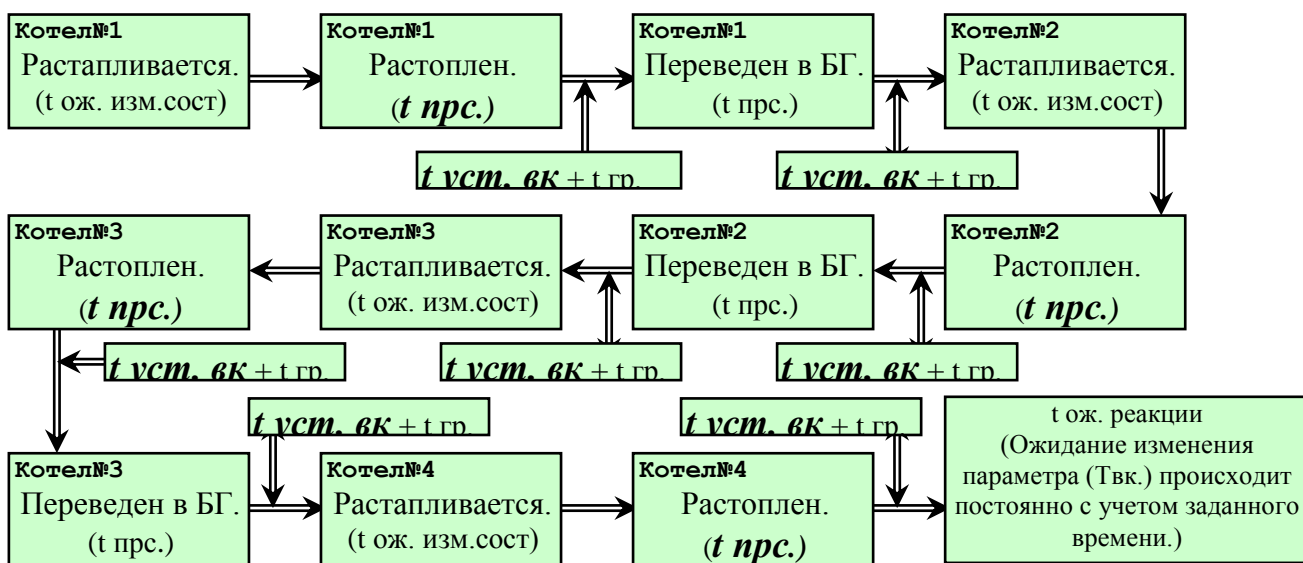 Котел№1
Растапливается.
(t ож. изм.сост)
Котел№1
Растоплен.
(t прс.)
Котел№1
Переведен в БГ.
(t прс.)
Котел№2
Растапливается.
(t ож. изм.сост)
t уст. вк + t гр.
t уст. вк + t гр.
Котел№3
Растоплен.
(t прс.)
Котел№3
Растапливается.
(t ож. изм.сост)
Котел№2
Переведен в БГ.
(t прс.)
Котел№2
Растоплен.
(t прс.)
t уст. вк + t гр.
t уст. вк + t гр.
t уст. вк + t гр.
t уст. вк + t гр.
t уст. вк + t гр.
Котел№3
Переведен в БГ.
(t прс.)
Котел№4
Растапливается.
(t ож. изм.сост)
Котел№4
Растоплен.
(t прс.)
t ож. реакции
(Ожидание изменения
параметра (Твк.) происходит
постоянно с учетом заданного
времени.)